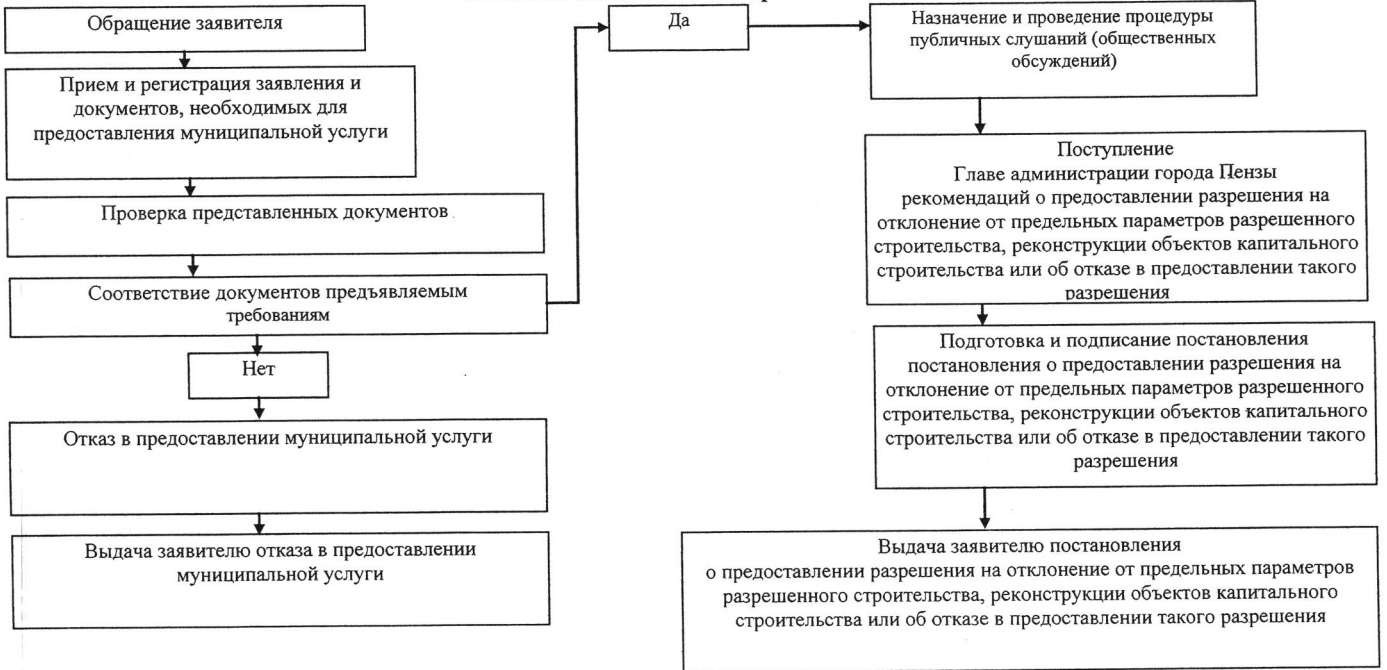 Обращение заявителя
Прием и регистрация заявления и
документов, необходимых для
предоставления муниципальной услуги
Проверка представленных документов
Соответствие документов предъявляемым
требованиям
Нет
Отказ в предоставлении муниципальной услуги
Выдача заявителю отказа в предоставлении
муниципальной услуги
Да
Назначение и проведение процедуры
публичных слушаний (общественных
обсуждений)
Поступление
Главе администрации города Пензы
рекомендаций о предоставлении разрешения на
отклонение от предельных параметров разрешенного
строительства, реконструкции объектов капитального
строительства или об отказе в предоставлении такого
разрешения
Подготовка и подписание постановления
постановления о предоставлении разрешения на
отклонение от предельных параметров разрешенного
строительства, реконструкции объектов капитального
строительства или об отказе в предоставлении такого
разрешения
Выдача заявителю постановления
о предоставлении разрешения на отклонение от предельных параметров
разрешенного строительства, реконструкции объектов капитального
строительства или об отказе в предоставлении такого разрешения